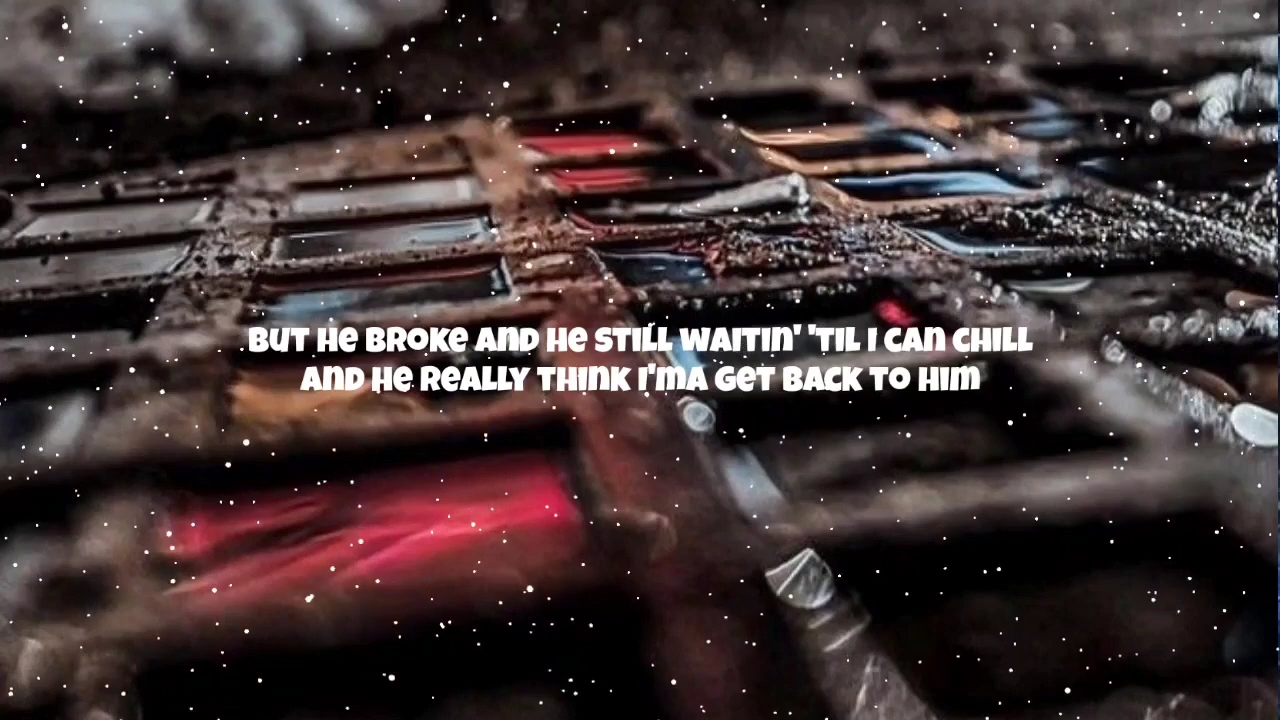 But he broke and he still waitin' 'til I can chill
And he really think I'ma get back to him